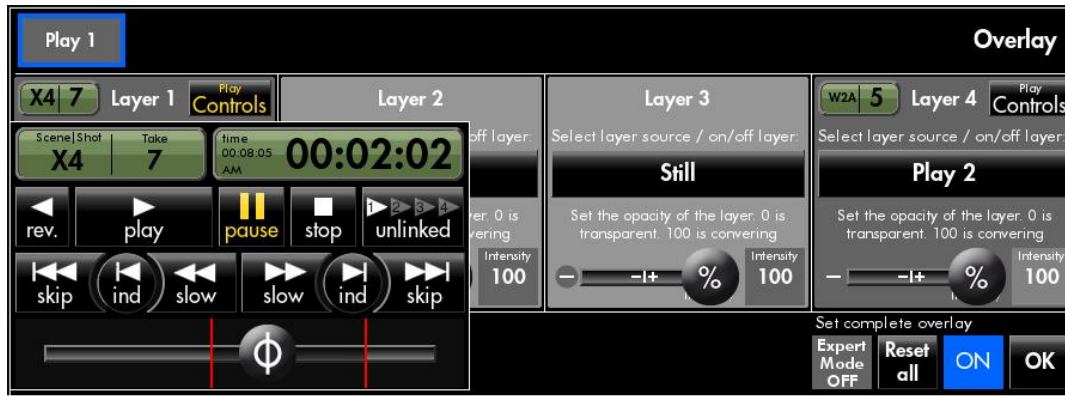 Play 1
Overlay
X4 7 Layer 1 Play Controls
Layer 2
Layer 3
W2A 5 Layer 4 Play Controls
Scene|Shot Take
X4 7
time
00:08:05 AM
00:02:02
off layer:
Select layer source / on/off layer:
Select layer source / on/off layer:
Still
Play 2
rev.
play
pause
stop
1 2 3 4
unlinked
er. 0 is
vering
Set the opacity of the layer. 0 is
transparent. 100 is convering
Set the opacity of the layer. 0 is
transparent. 100 is convering
skip
ind
slow
slow
ind
skip
Intensity
100
-|+
%
Intensity
100
-|+
%
Intensity
100
Set complete overlay
Expert
Mode
OFF
Reset
all
ON
OK